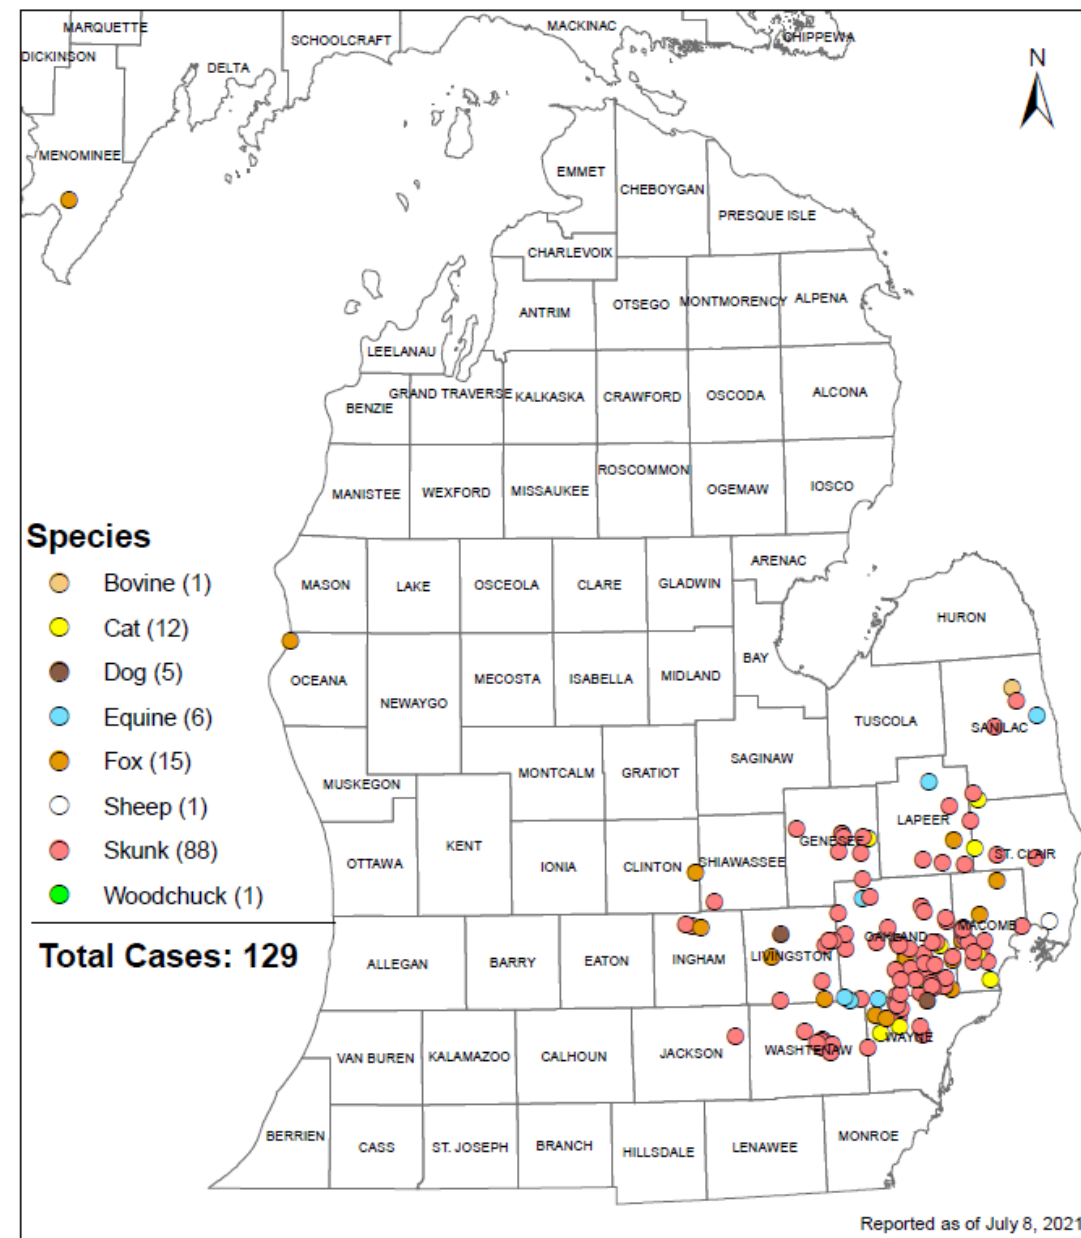 MARQUETTE
MACKINAC
CHIPPEWA
SCHOOLCRAFT
DICKINSON
DELTA
N
MENOMINEE
EMMET
CHEBOYGAN
PRESQUE ISLE
CHARLEVOIX
ANTRIM
OTSEGO
MONTMORENCY
ALPENA
LEELANAU
BENZIE
GRAND TRAVERSE
KALKASKA
CRAWFORD
OSCODA
ALCONA
MANISTEE
WEXFORD
MISSAUKEE
ROSCOMMON
OGEMAW
IOSCO
Species
Bovine (1)
Cat (12)
Dog (5)
Equine (6)
Fox (15)
Sheep (1)
Skunk (88)
Woodchuck (1)
Total Cases: 129
MASON
LAKE
OSCEOLA
CLARE
GLADWIN
ARENAC
HURON
OCEANA
NEWAYGO
MECOSTA
ISABELLA
MIDLAND
BAY
TUSCOLA
SANILAC
MUSKEGON
MONTCALM
GRATIOT
SAGINAW
LAPEER
GENESEE
OTTAWA
KENT
IONIA
CLINTON
SHIAWASSEE
ST. CLAIR
ALLEGAN
BARRY
EATON
INGHAM
LIVINGSTON
OAKLAND
MACOMB
VAN BUREN
KALAMAZOO
CALHOUN
JACKSON
WASHTENAW
WAYNE
BERRIEN
CASS
ST. JOSEPH
BRANCH
HILLSDALE
LENAWEE
MONROE
Reported as of July 8, 2021